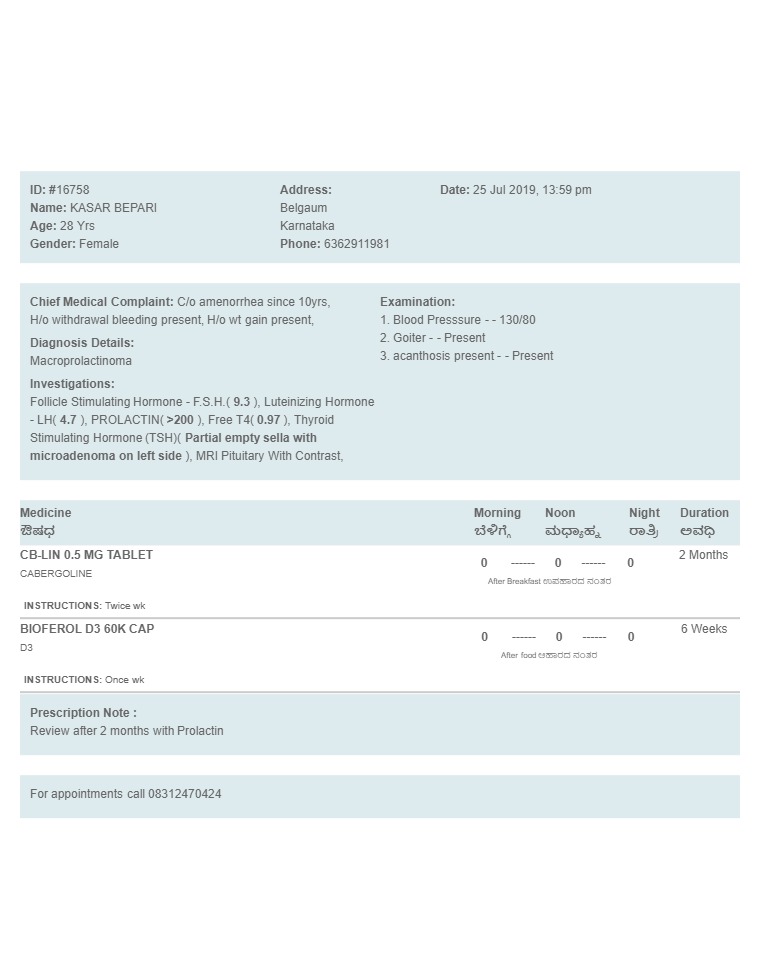 ID: #16758
Name: KASAR BEPARI
Age: 28 Yrs
Gender: Female
Address:
Belgaum
Karnataka
Phone: 6362911981
Date: 25 Jul 2019, 13:59 pm
Chief Medical Complaint: C/o amenorrhea since 10yrs,
H/o withdrawal bleeding present, H/o wt gain present,
Diagnosis Details:
Macroprolactinoma
Investigations:
Follicle Stimulating Hormone - F.S.H.( 9.3 ), Luteinizing Hormone
- LH( 4.7 ), PROLACTIN( >200 ), Free T4( 0.97 ), Thyroid
Stimulating Hormone (TSH)( Partial empty sella with
microadenoma on left side ), MRI Pituitary With Contrast,
Examination:
1. Blood Presssure - - 130/80
2. Goiter - - Present
3. acanthosis present - - Present
Medicine Morning Noon Night Duration
ಔಷಧ ಬೆಳಿಗ್ಗೆ ಮಧ್ಯಾಹ್ನ ರಾತ್ರಿ ಅವಧಿ
CB-LIN 0.5 MG TABLET 0 ------ 0 ------ 0 2 Months
CABERGOLINE After Breakfast ಉಪಹಾರದ ನಂತರ
INSTRUCTIONS: Twice wk
BIOFEROL D3 60K CAP 0 ------ 0 ------ 0 6 Weeks
D3 After food ಆಹಾರದ ನಂತರ
INSTRUCTIONS: Once wk
Prescription Note :
Review after 2 months with Prolactin
For appointments call 08312470424